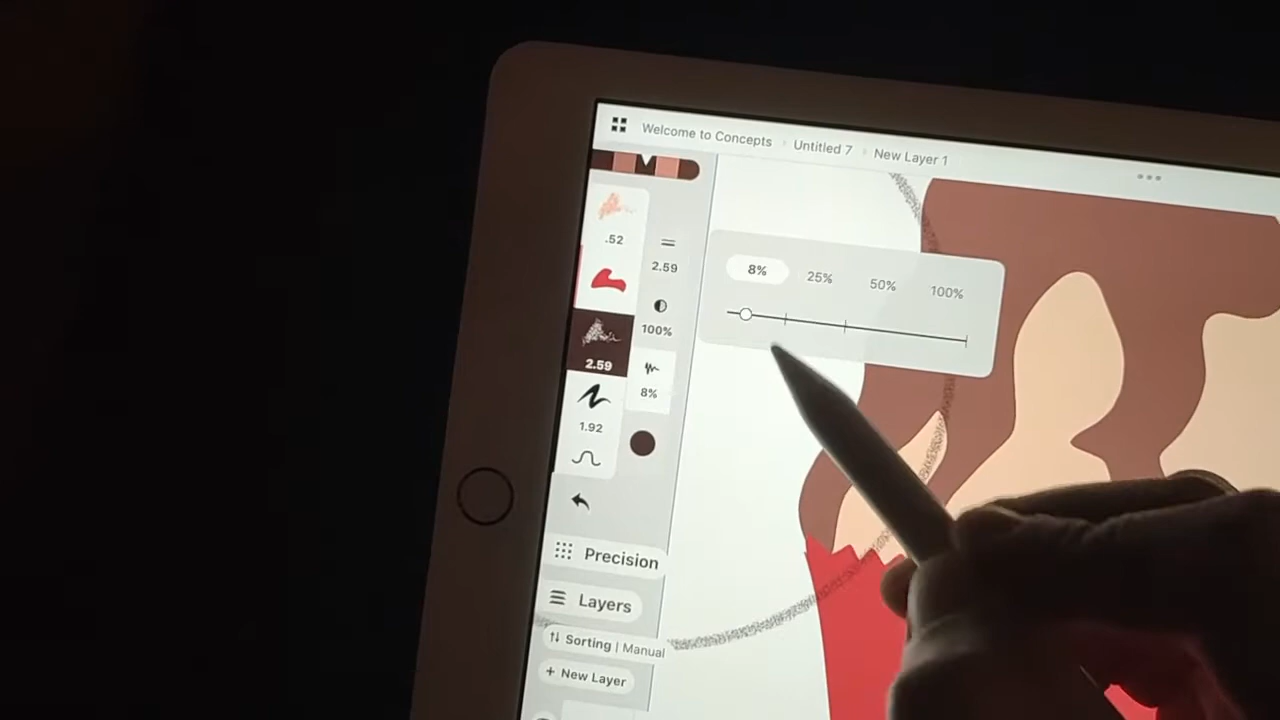 Welcome to Concepts › Untitled 7 › New Layer 1
.52
2.59
100%
2.59
8%
1.92
8% 25% 50% 100%
Precision
Layers
Sorting | Manual
+ New Layer